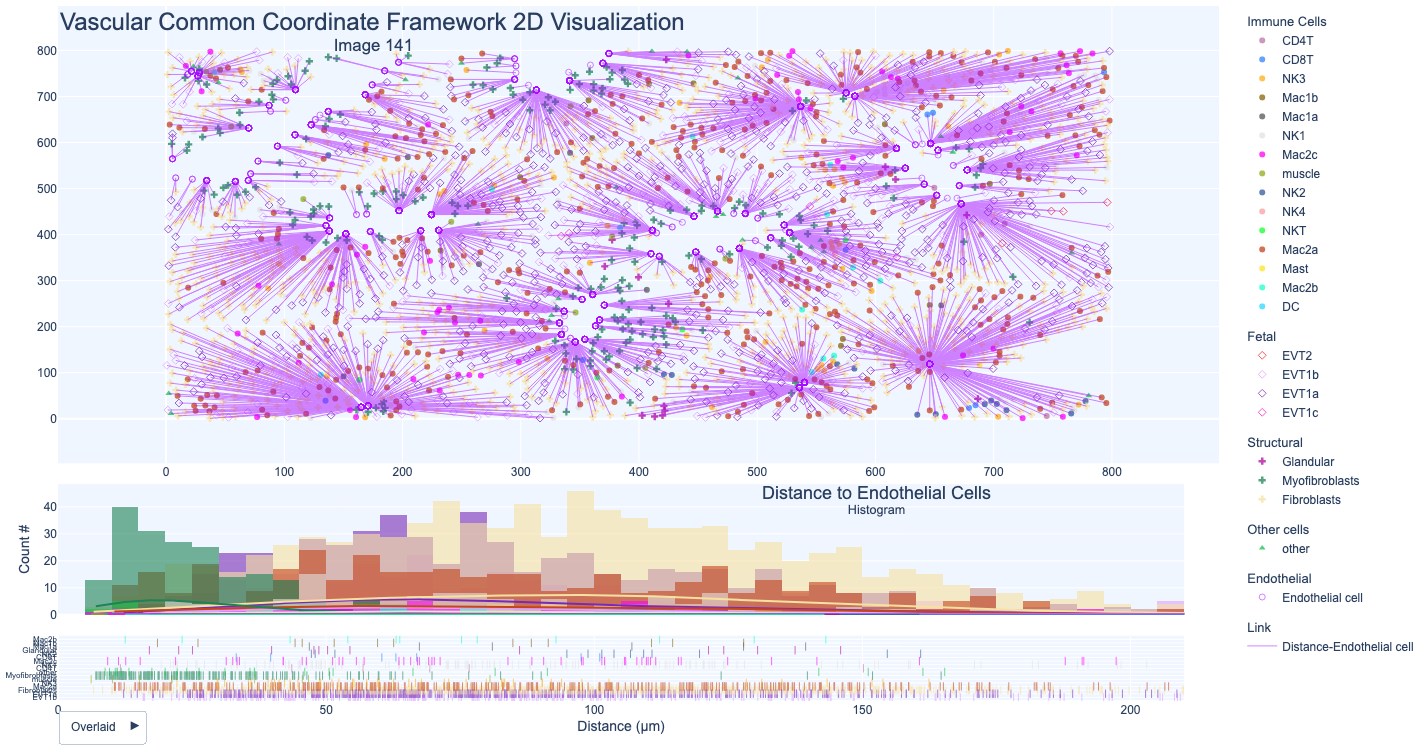 Vascular Common Coordinate Framework 2D Visualization
Image 141
800
700
600
500
400
300
200
100
0
0 100 200 300 400 500 600 700 800
Immune Cells
CD4T
CD8T
NK3
Mac1b
Mac1a
NK1
Mac2c
muscle
NK2
NK4
NKT
Mac2a
Mast
Mac2b
DC
Fetal
EVT2
EVT1b
EVT1a
EVT1c
Structural
Glandular
Myofibroblasts
Fibroblasts
Other cells
other
Endothelial
Endothelial cell
Link
Distance-Endothelial cell
Distance to Endothelial Cells
Histogram
Count #
40
30
20
10
0
Mac2b
Glandular
Myofibroblasts
Fibroblasts
EVT1a
0 50 100 150 200
Distance (μm)
Overlaid ▶